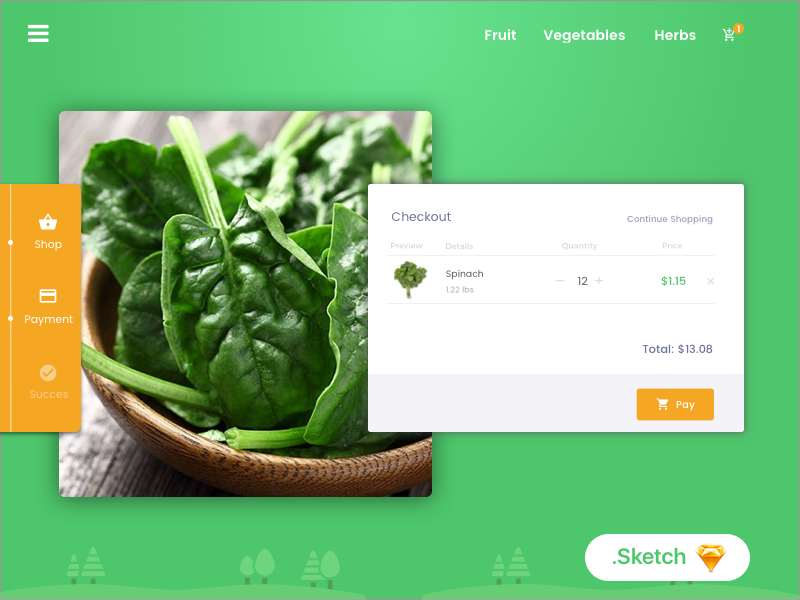 Fruit Vegetables Herbs 1
Shop
Payment
Succes
Checkout
Continue Shopping
Preview Details Quantity Price
Spinach
1.22 lbs
12
$1.15
Total: $13.08
Pay
.Sketch